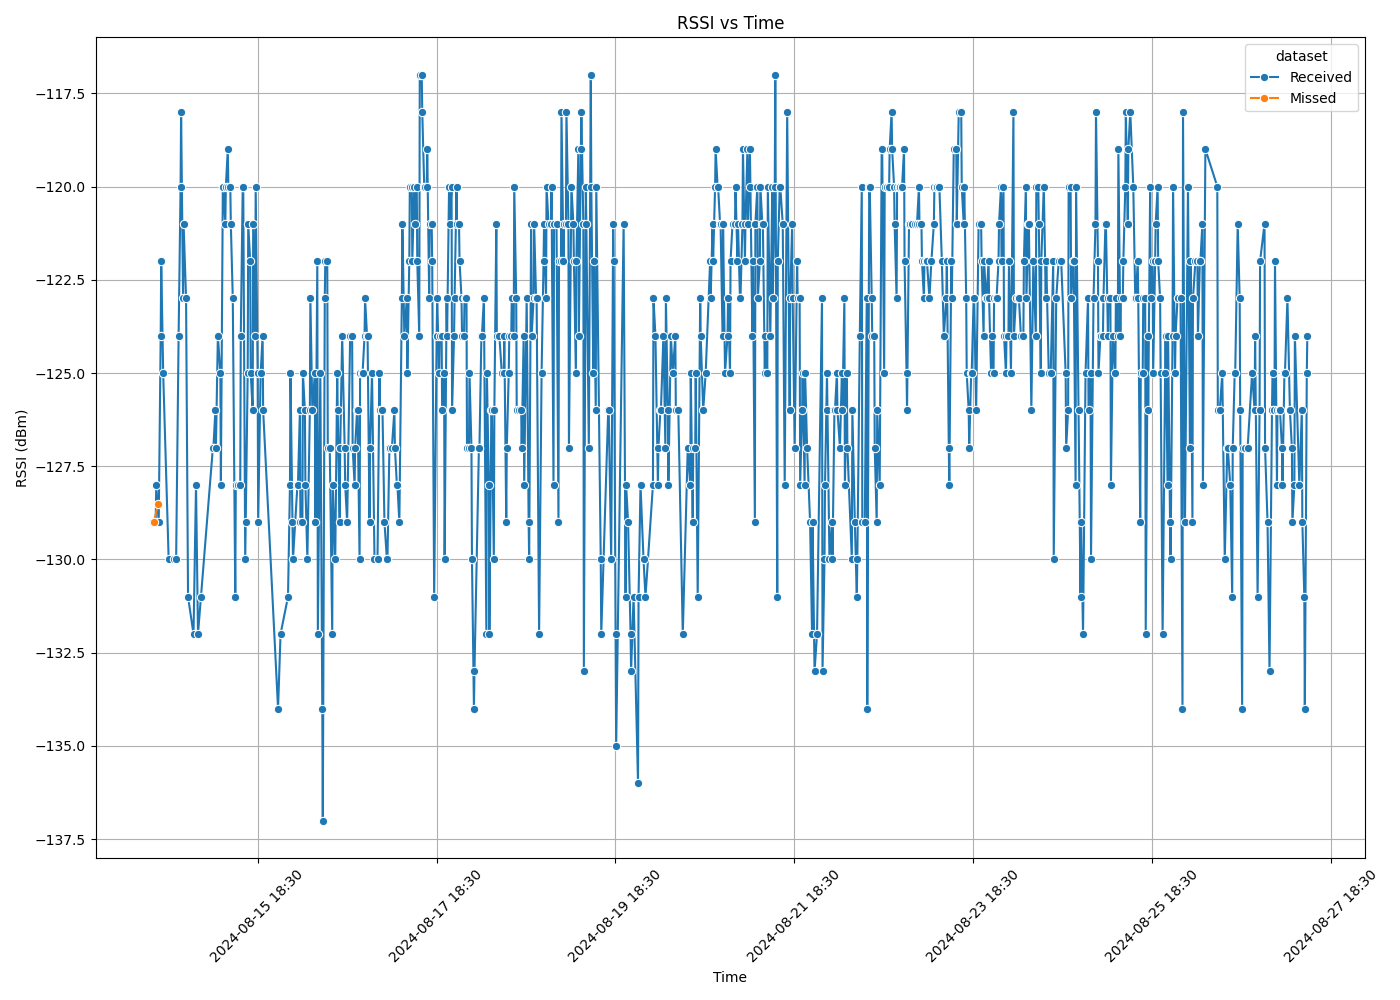 RSSI vs Time
dataset
Received
Missed
RSSI (dBm)
−117.5
−120.0
−122.5
−125.0
−127.5
−130.0
−132.5
−135.0
−137.5
2024-08-15 18:30
2024-08-17 18:30
2024-08-19 18:30
2024-08-21 18:30
2024-08-23 18:30
2024-08-25 18:30
2024-08-27 18:30
Time